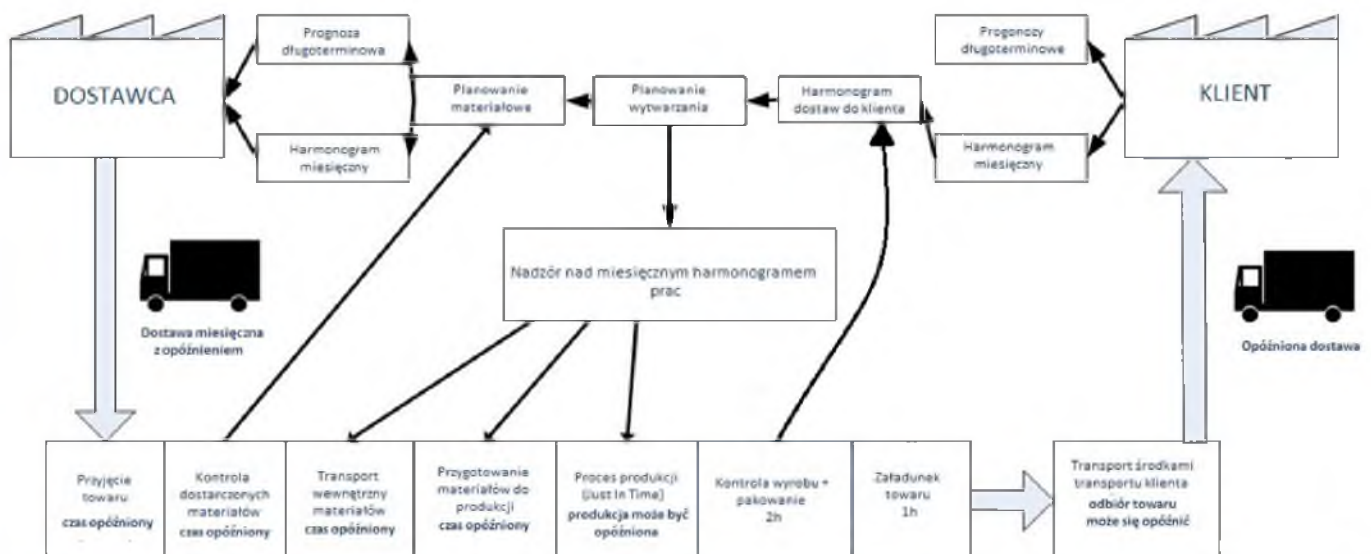 DOSTAWCA
Prognoza
długoterminowa
Harmonogram
miesięczny
Planowanie
materiałowe
Planowanie
wytwarzania
Harmonogram
dostaw do klienta
Progonozy
długoterminowe
Harmonogram
miesięczny
KLIENT
Nadzór nad miesięcznym harmonogramem
prac
Dostawa miesięczna
z opóźnieniem
Opóźniona dostawa
Przyjęcie
towaru
czas opóźniony
Kontrola
dostarczonych
materiałów
czas opóźniony
Transport
wewnętrzny
materiałów
czas opóźniony
Przygotowanie
materiałów do
produkcji
czas opóźniony
Proces produkcji
(Just In Time)
produkcja może być
opóźniona
Kontrola wyrobu +
pakowanie
2h
Załadunek
towaru
1h
Transport środkami
transportu klienta
odbiór towaru
może się opóźnić